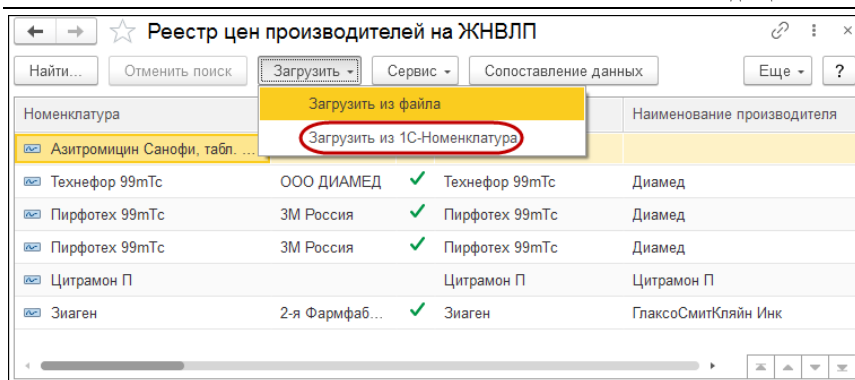 Реестр цен производителей на ЖНВЛП
Найти... Отменить поиск Загрузить Сервис Сопоставление данных Еще ?
Загрузить из файла
Загрузить из 1С-Номенклатура
Номенклатура Наименование производителя
Азитромицин Санофи, табл. ...
Технефор 99mTc ООО ДИАМЕД Технефор 99mTc Диамед
Пирфотех 99mTc 3М Россия Пирфотех 99mTc Диамед
Пирфотех 99mTc 3М Россия Пирфотех 99mTc Диамед
Цитрамон П Цитрамон П Цитрамон П
Зиаген 2-я Фармфаб... Зиаген ГлаксоСмитКляйн Инк